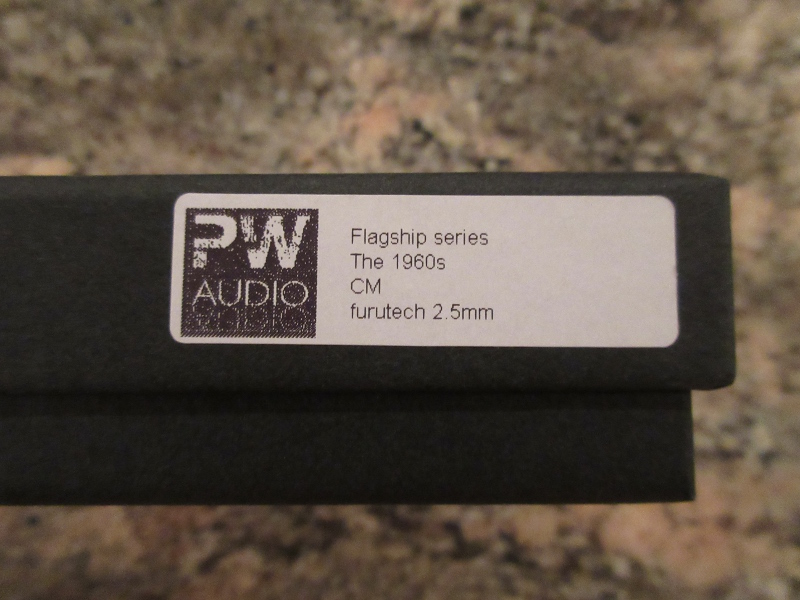 PW
AUDIO
Flagship series
The 1960s
CM
furutech 2.5mm